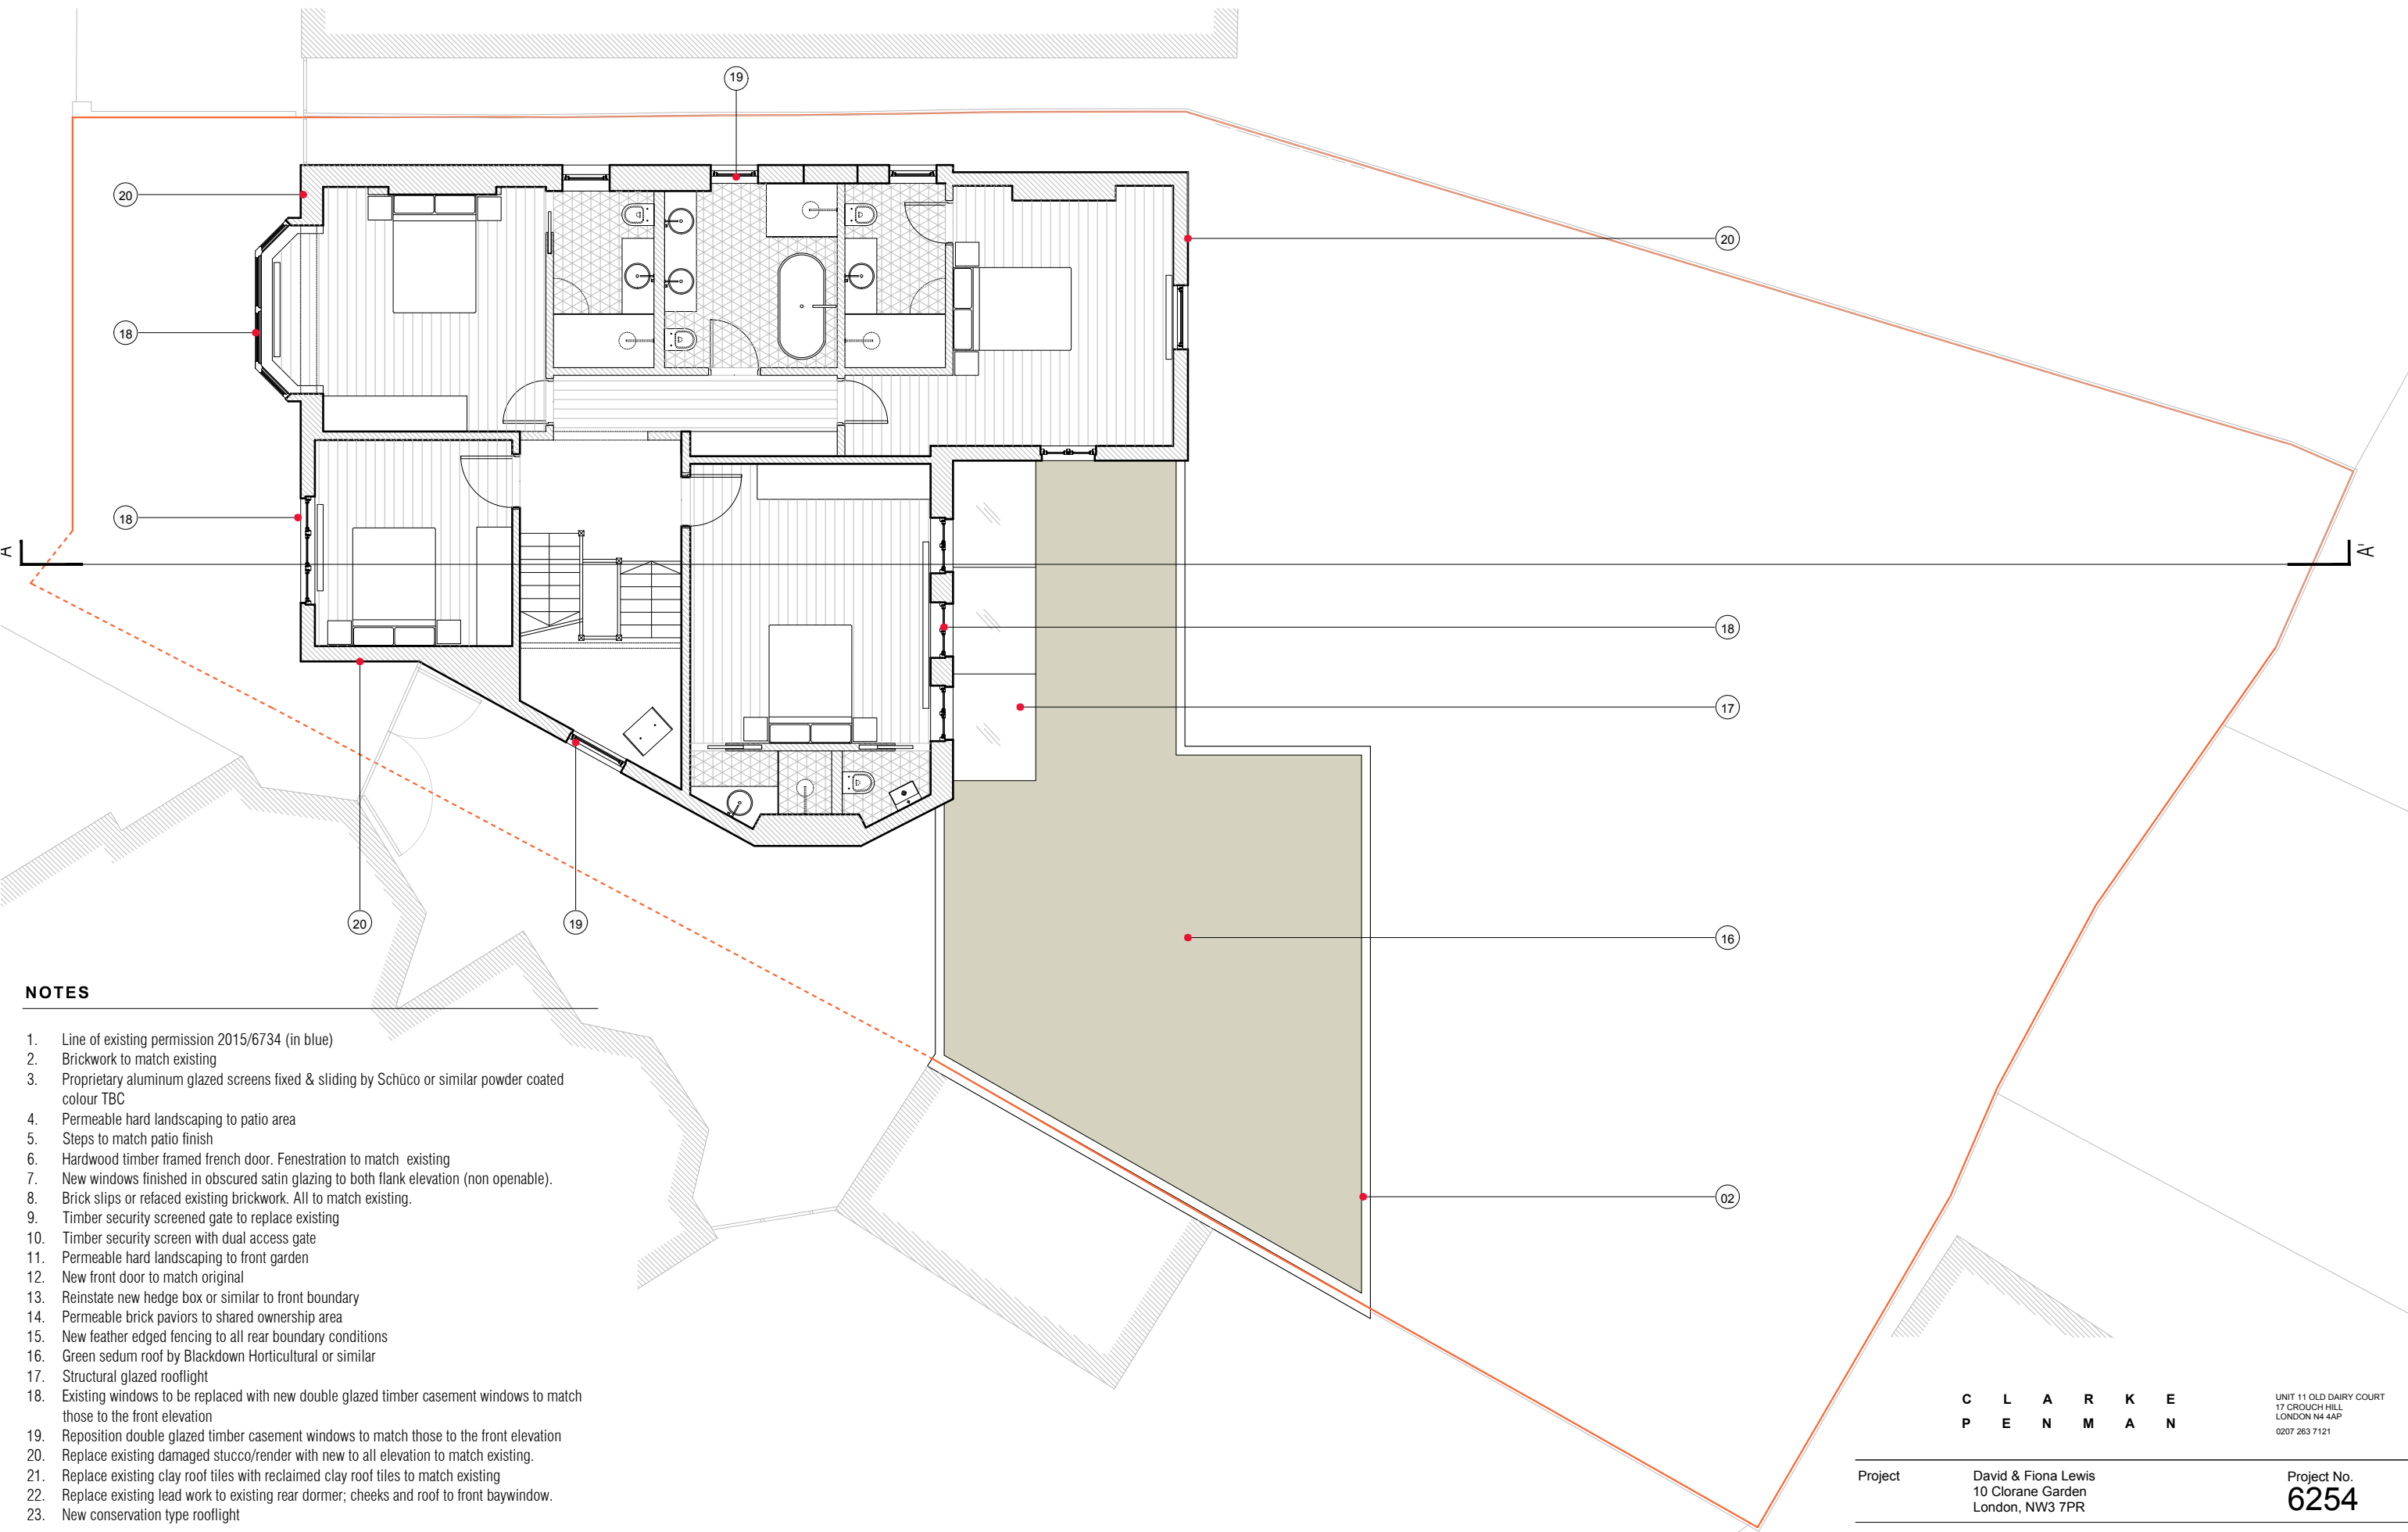 19
20
20
18
18
A'
A'
18
17
20
19
16
02
NOTES
1. Line of existing permission 2015/6734 (in blue)
2. Brickwork to match existing
3. Proprietary aluminum glazed screens fixed & sliding by Schüco or similar powder coated
colour TBC
4. Permeable hard landscaping to patio area
5. Steps to match patio finish
6. Hardwood timber framed french door. Fenestration to match existing
7. New windows finished in obscured satin glazing to both flank elevation (non openable).
8. Brick slips or refaced existing brickwork. All to match existing.
9. Timber security screened gate to replace existing
10. Timber security screen with dual access gate
11. Permeable hard landscaping to front garden
12. New front door to match original
13. Reinstate new hedge box or similar to front boundary
14. Permeable brick paviors to shared ownership area
15. New feather edged fencing to all rear boundary conditions
16. Green sedum roof by Blackdown Horticultural or similar
17. Structural glazed rooflight
18. Existing windows to be replaced with new double glazed timber casement windows to match
those to the front elevation
19. Reposition double glazed timber casement windows to match those to the front elevation
20. Replace existing damaged stucco/render with new to all elevation to match existing.
21. Replace existing clay roof tiles with reclaimed clay roof tiles to match existing
22. Replace existing lead work to existing rear dormer; cheeks and roof to front baywindow.
23. New conservation type rooflight
CLARKE
PENMAN
UNIT 11 OLD DAIRY COURT
17 CROUCH HILL
LONDON N4 4AP
0207 263 7121
Project
David & Fiona Lewis
10 Clorane Garden
London, NW3 7PR
Project No.
6254